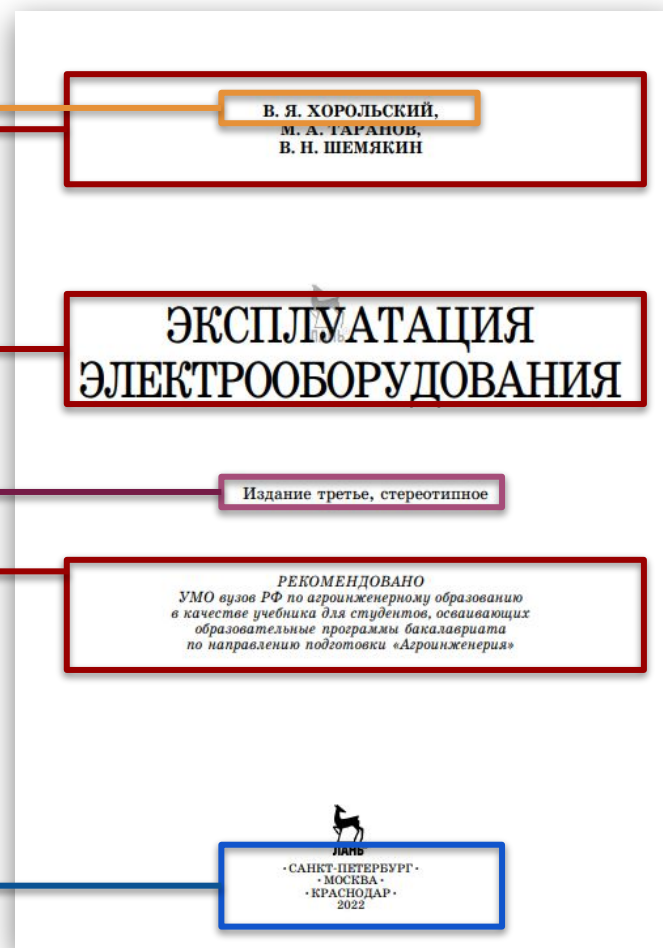 В. Я. ХОРОЛЬСКИЙ,
М. А. ТАРАНОВ,
В. Н. ШЕМЯКИН
ЭКСПЛУАТАЦИЯ
ЭЛЕКТРООБОРУДОВАНИЯ
Издание третье, стереотипное
РЕКОМЕНДОВАНО
УМО вузов РФ по агроинженерному образованию
в качестве учебника для студентов, осваивающих
образовательные программы бакалавриата
по направлению подготовки «Агроинженерия»
ЛАНЬ
· САНКТ-ПЕТЕРБУРГ ·
· МОСКВА ·
· КРАСНОДАР ·
2022